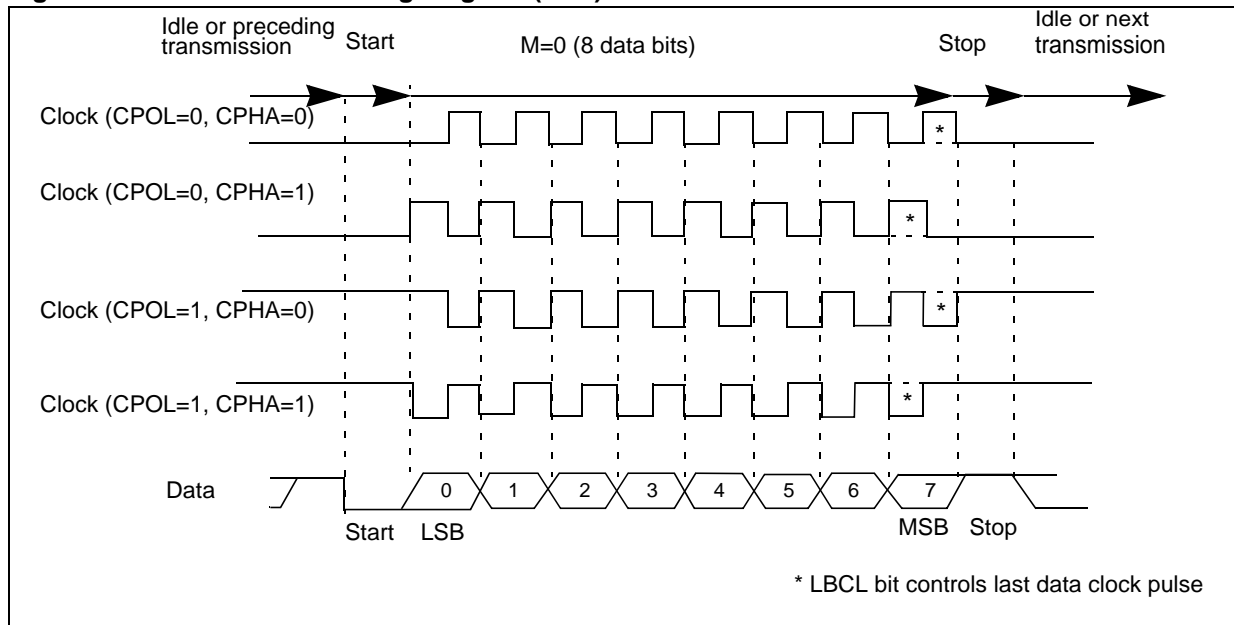 Idle or preceding
transmission
Start
M=0 (8 data bits)
Stop
Idle or next
transmission
Clock (CPOL=0, CPHA=0)
*
Clock (CPOL=0, CPHA=1)
*
Clock (CPOL=1, CPHA=0)
*
Clock (CPOL=1, CPHA=1)
*
Data
0 1 2 3 4 5 6 7
Start LSB MSB Stop
* LBCL bit controls last data clock pulse